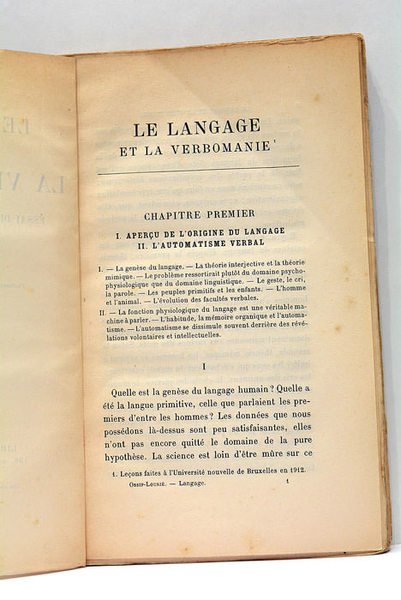 LE LANGAGE
ET LA VERBOMANIE¹
CHAPITRE PREMIER
I. APERÇU DE L'ORIGINE DU LANGAGE
II. L'AUTOMATISME VERBAL
I. — La genèse du langage. — La théorie interjective et la théorie
mimique. — Le problème ressortirait plutôt du domaine psycho-
physiologique que du domaine linguistique. — Le geste, le cri,
la parole. — Les peuples primitifs et les enfants. — L'homme
et l'animal. — L'évolution des facultés verbales.
II. — La fonction physiologique du langage est une véritable ma-
chine à parler. — L'habitude, la mémoire organique et l'automa-
tisme. — L'automatisme se dissimule souvent derrière des révé-
lations volontaires et intellectuelles.
I
Quelle est la genèse du langage humain ? Quelle a
été la langue primitive, celle que parlaient les pre-
miers d'entre les hommes ? Les données que nous
possédons là-dessus sont peu satisfaisantes, elles
n'ont pas encore quitté le domaine de la pure
hypothèse. La science est loin d'être mûre sur ce
1. Leçons faites à l'Université nouvelle de Bruxelles en 1912.
OSSIP-LOURIÉ. — Langage. 1